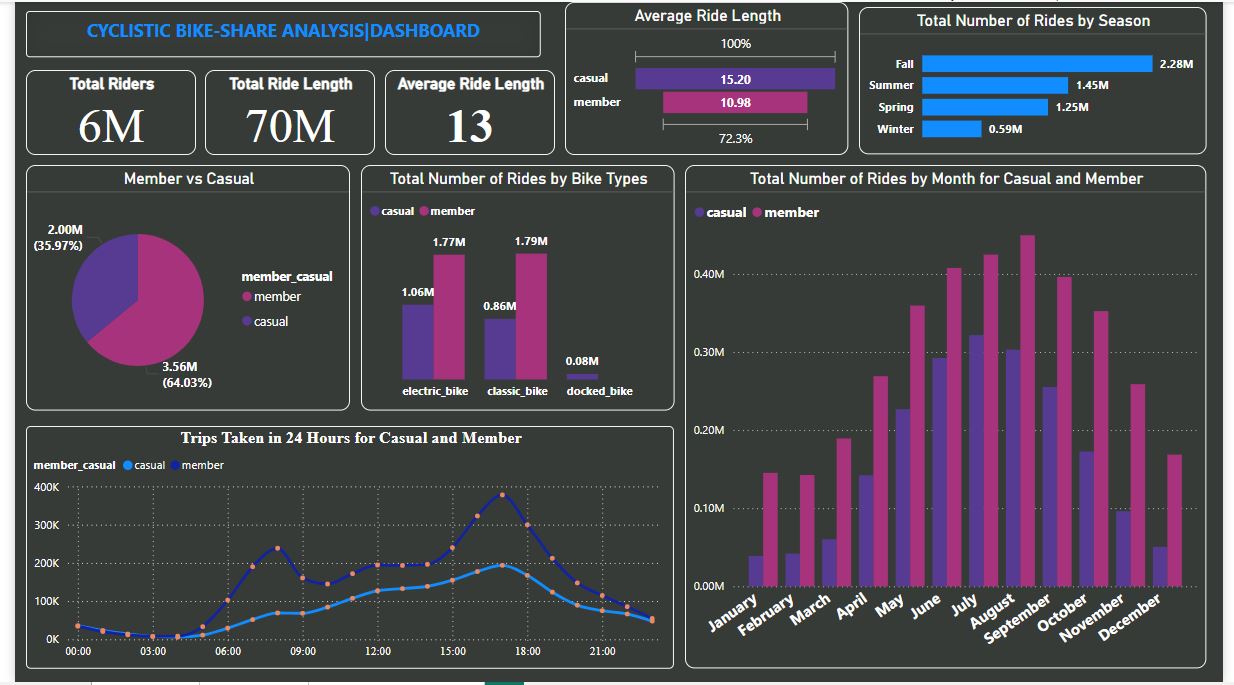 CYCLISTIC BIKE-SHARE ANALYSIS|DASHBOARD
Total Riders
6M
Total Ride Length
70M
Average Ride Length
13
Average Ride Length
100%
casual
15.20
member
10.98
72.3%
Total Number of Rides by Season
Fall
2.28M
Summer
1.45M
Spring
1.25M
Winter
0.59M
Member vs Casual
2.00M
(35.97%)
3.56M
(64.03%)
member_casual
member
casual
Total Number of Rides by Bike Types
casual member
1.06M
1.77M
0.86M
1.79M
0.08M
electric_bike classic_bike docked_bike
Total Number of Rides by Month for Casual and Member
casual member
0.40M
0.30M
0.20M
0.10M
0.00M
January
February
March
April
May
June
July
August
September
October
November
December
Trips Taken in 24 Hours for Casual and Member
member_casual casual member
400K
300K
200K
100K
0K
00:00 03:00 06:00 09:00 12:00 15:00 18:00 21:00